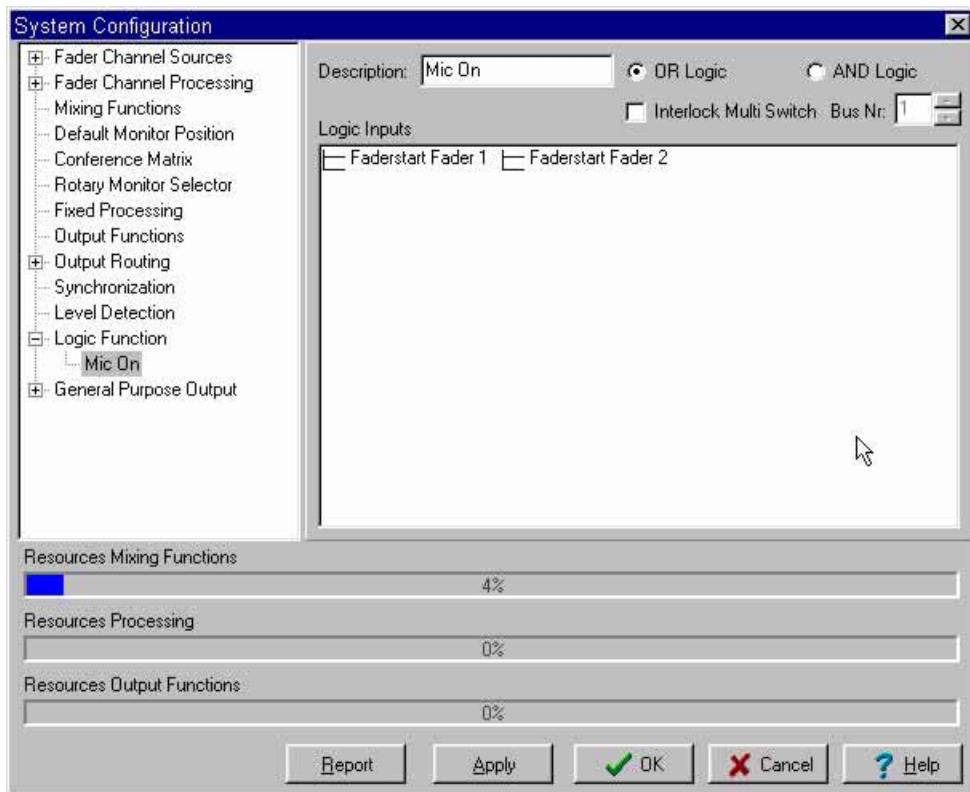 System Configuration
Fader Channel Sources
Fader Channel Processing
Mixing Functions
Default Monitor Position
Conference Matrix
Rotary Monitor Selector
Fixed Processing
Output Functions
Output Routing
Synchronization
Level Detection
Logic Function
Mic On
General Purpose Output
Description: Mic On OR Logic AND Logic
Interlock Multi Switch Bus Nr: 1
Logic Inputs
Faderstart Fader 1 Faderstart Fader 2
Resources Mixing Functions
4%
Resources Processing
0%
Resources Output Functions
0%
Report Apply OK Cancel Help